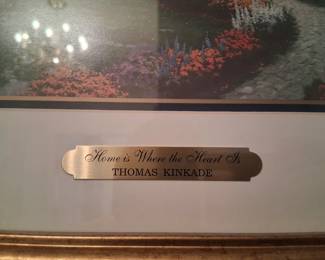 Home is Where the Heart Is
THOMAS KINKADE